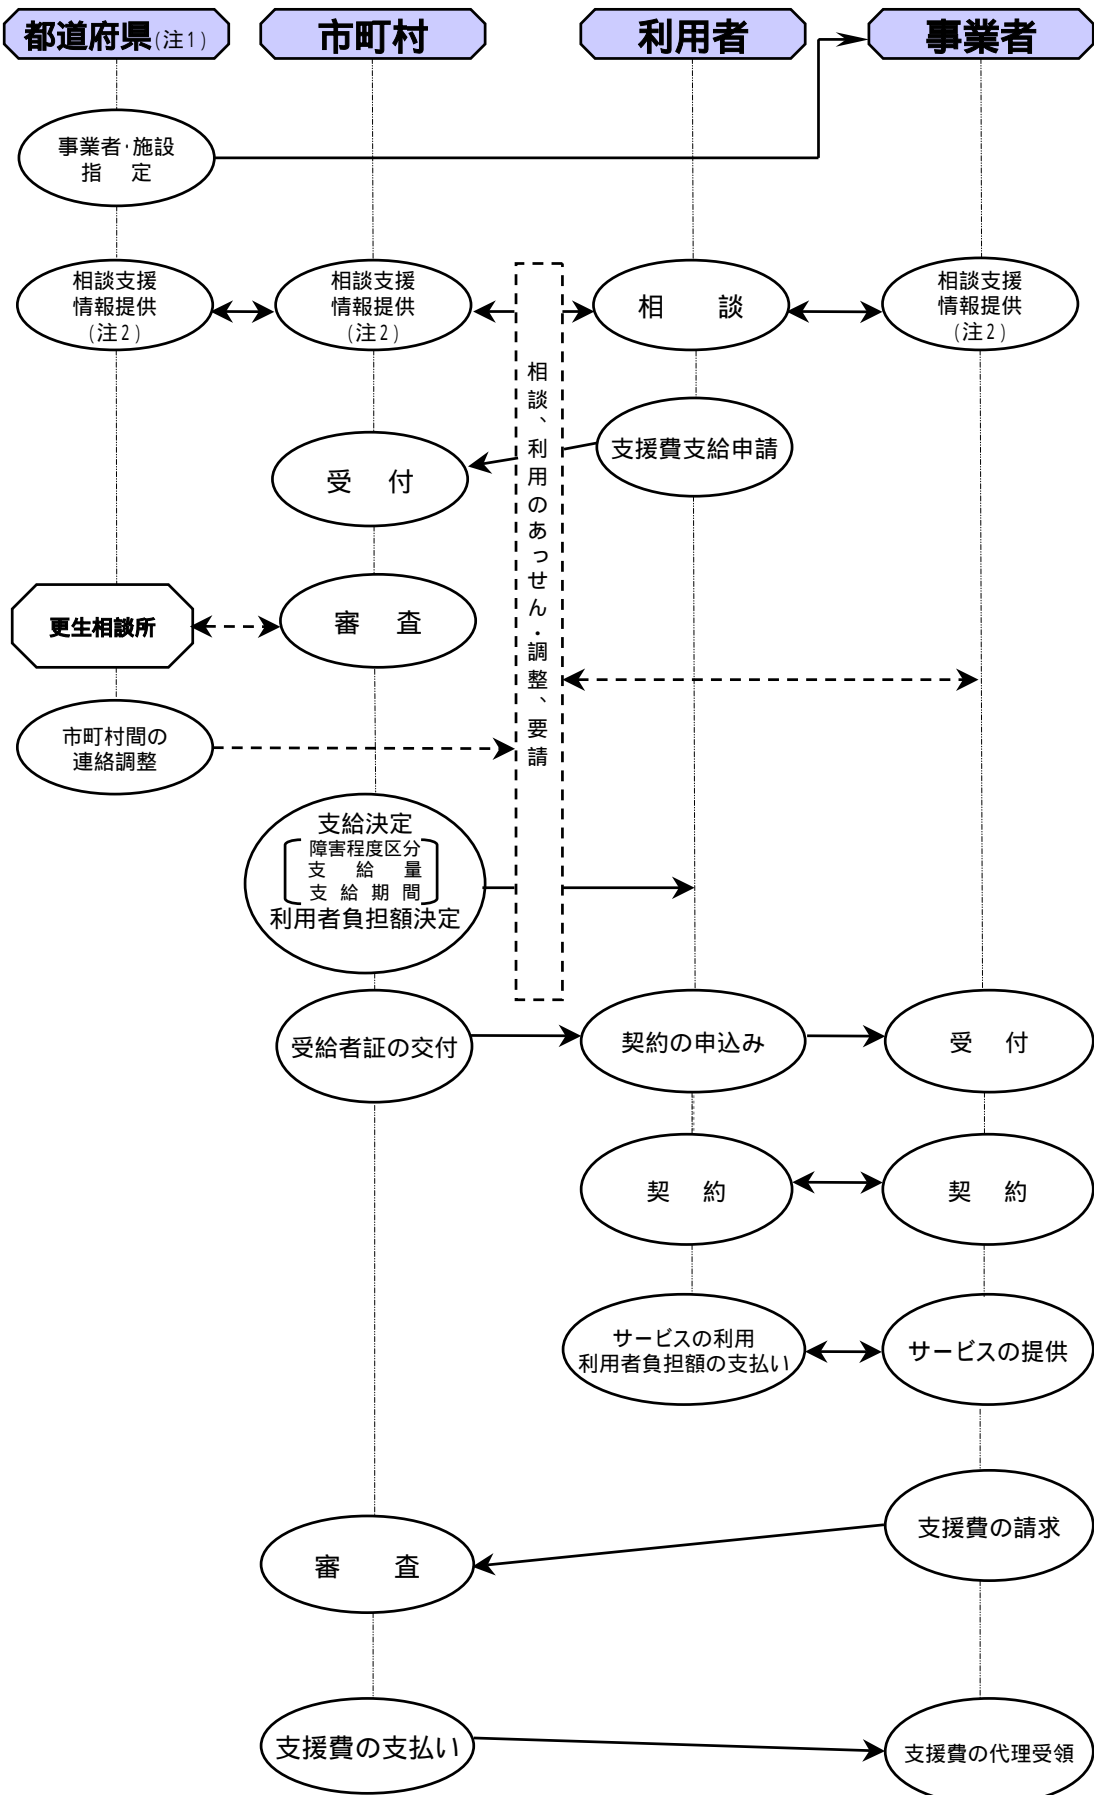 都道府県(注1)
市町村
利用者
事業者
事業者・施設
指　定
相談支援
情報提供
(注2)
相談支援
情報提供
(注2)
相　談
相談支援
情報提供
(注2)
相談、利用のあっせん・調整、要請
支援費支給申請
受　付
更生相談所
審　査
市町村間の
連絡調整
支給決定
障害程度区分
支　給　量
支給期間
利用者負担額決定
受給者証の交付
契約の申込み
受　付
契　約
契　約
サービスの利用
利用者負担額の支払い
サービスの提供
支援費の請求
審　査
支援費の支払い
支援費の代理受領